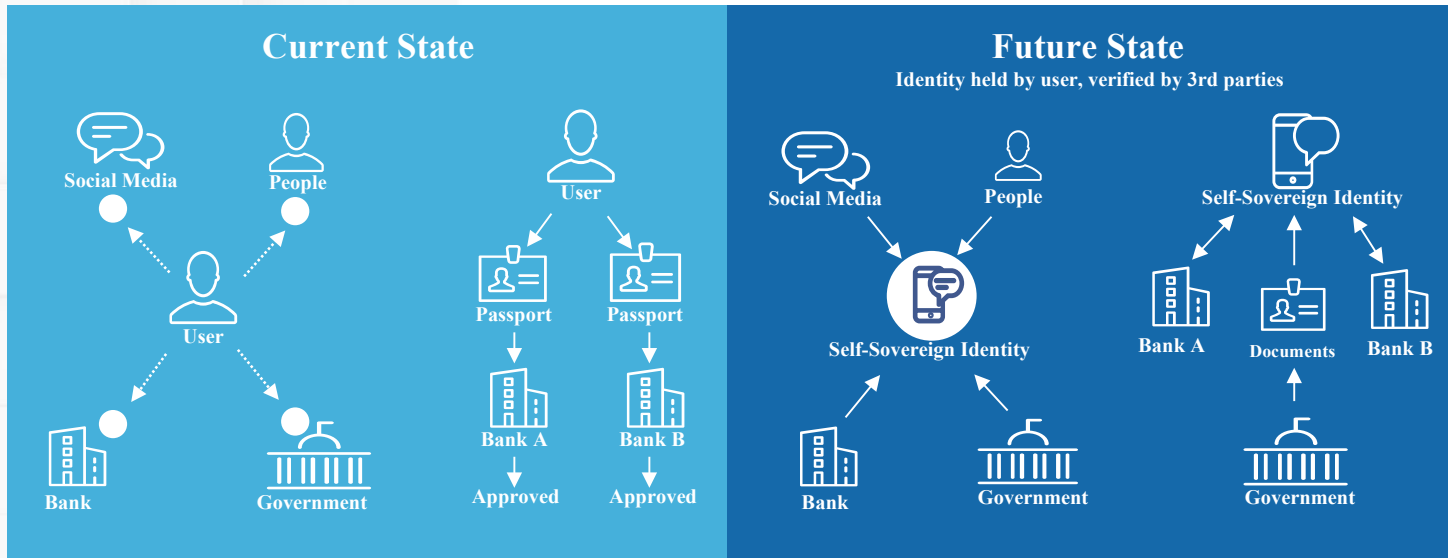 Current State
Social Media
People
User
Bank
Government
User
Passport
Passport
Bank A
Bank B
Approved
Approved
Future State
Identity held by user, verified by 3rd parties
Social Media
People
Self-Sovereign Identity
Bank
Government
Self-Sovereign Identity
Bank A
Documents
Bank B
Government